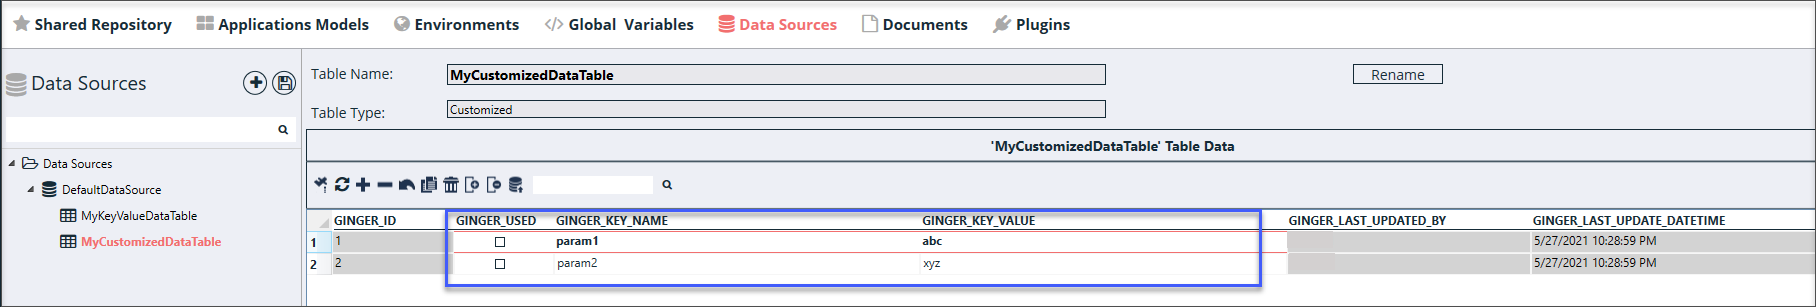 Shared Repository Applications Models Environments Global Variables Data Sources Documents Plugins
Data Sources
Data Sources
DefaultDataSource
MyKeyValueDataTable
MyCustomizedDataTable
Table Name: MyCustomizedDataTable Rename
Table Type: Customized
'MyCustomizedDataTable' Table Data
GINGER_ID GINGER_USED GINGER_KEY_NAME GINGER_KEY_VALUE GINGER_LAST_UPDATED_BY GINGER_LAST_UPDATE_DATETIME
1 1 param1 abc 5/27/2021 10:28:59 PM
2 2 param2 xyz 5/27/2021 10:28:59 PM